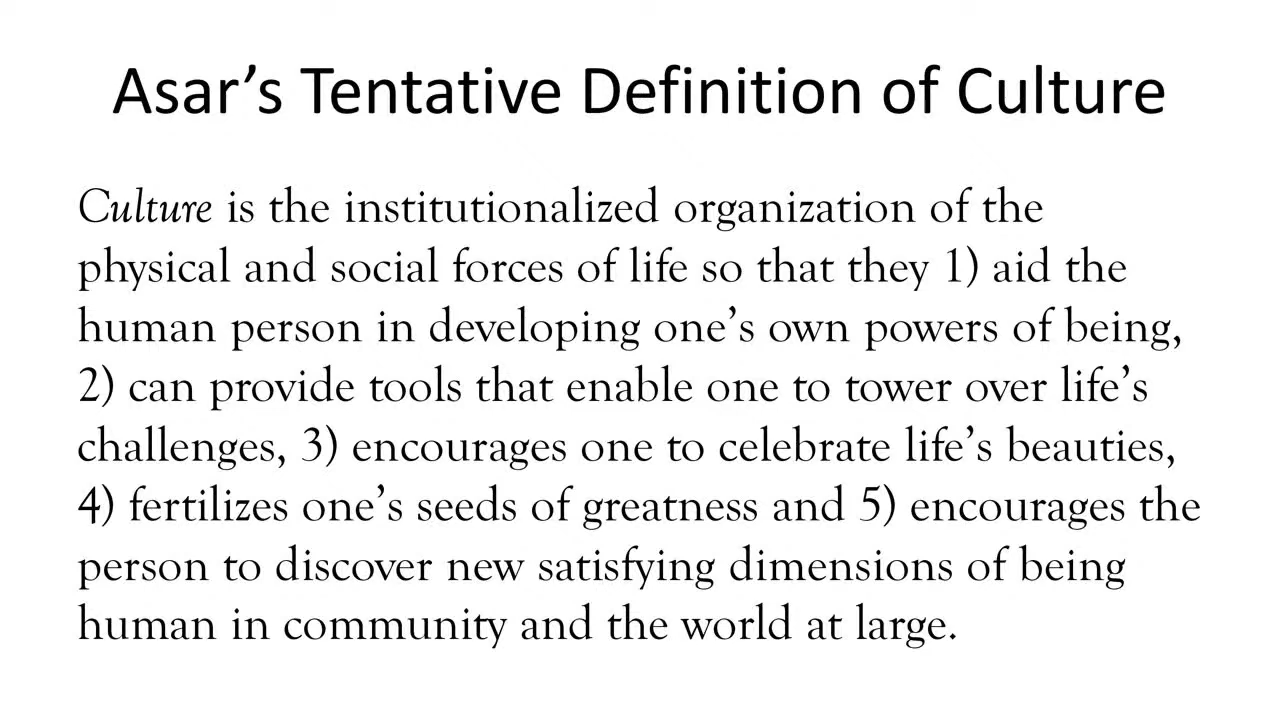 Asar’s Tentative Definition of Culture
Culture is the institutionalized organization of the
physical and social forces of life so that they 1) aid the
human person in developing one’s own powers of being,
2) can provide tools that enable one to tower over life’s
challenges, 3) encourages one to celebrate life’s beauties,
4) fertilizes one’s seeds of greatness and 5) encourages the
person to discover new satisfying dimensions of being
human in community and the world at large.